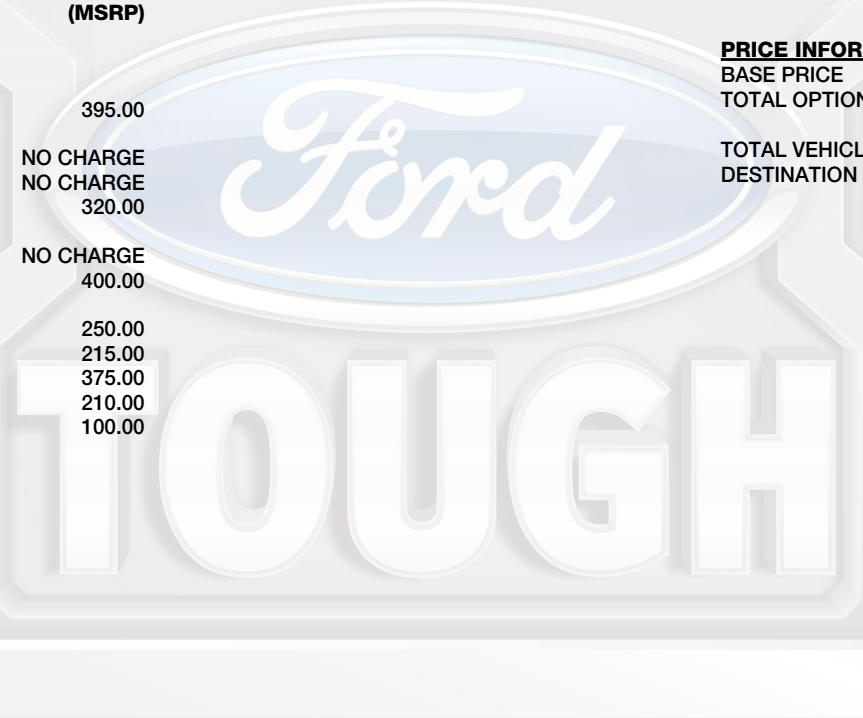 (MSRP)
395.00
NO CHARGE
NO CHARGE
320.00
NO CHARGE
400.00
250.00
215.00
375.00
210.00
100.00
PRICE INFOR
BASE PRICE
TOTAL OPTION
TOTAL VEHICL
DESTINATION
Ford
TOUGH